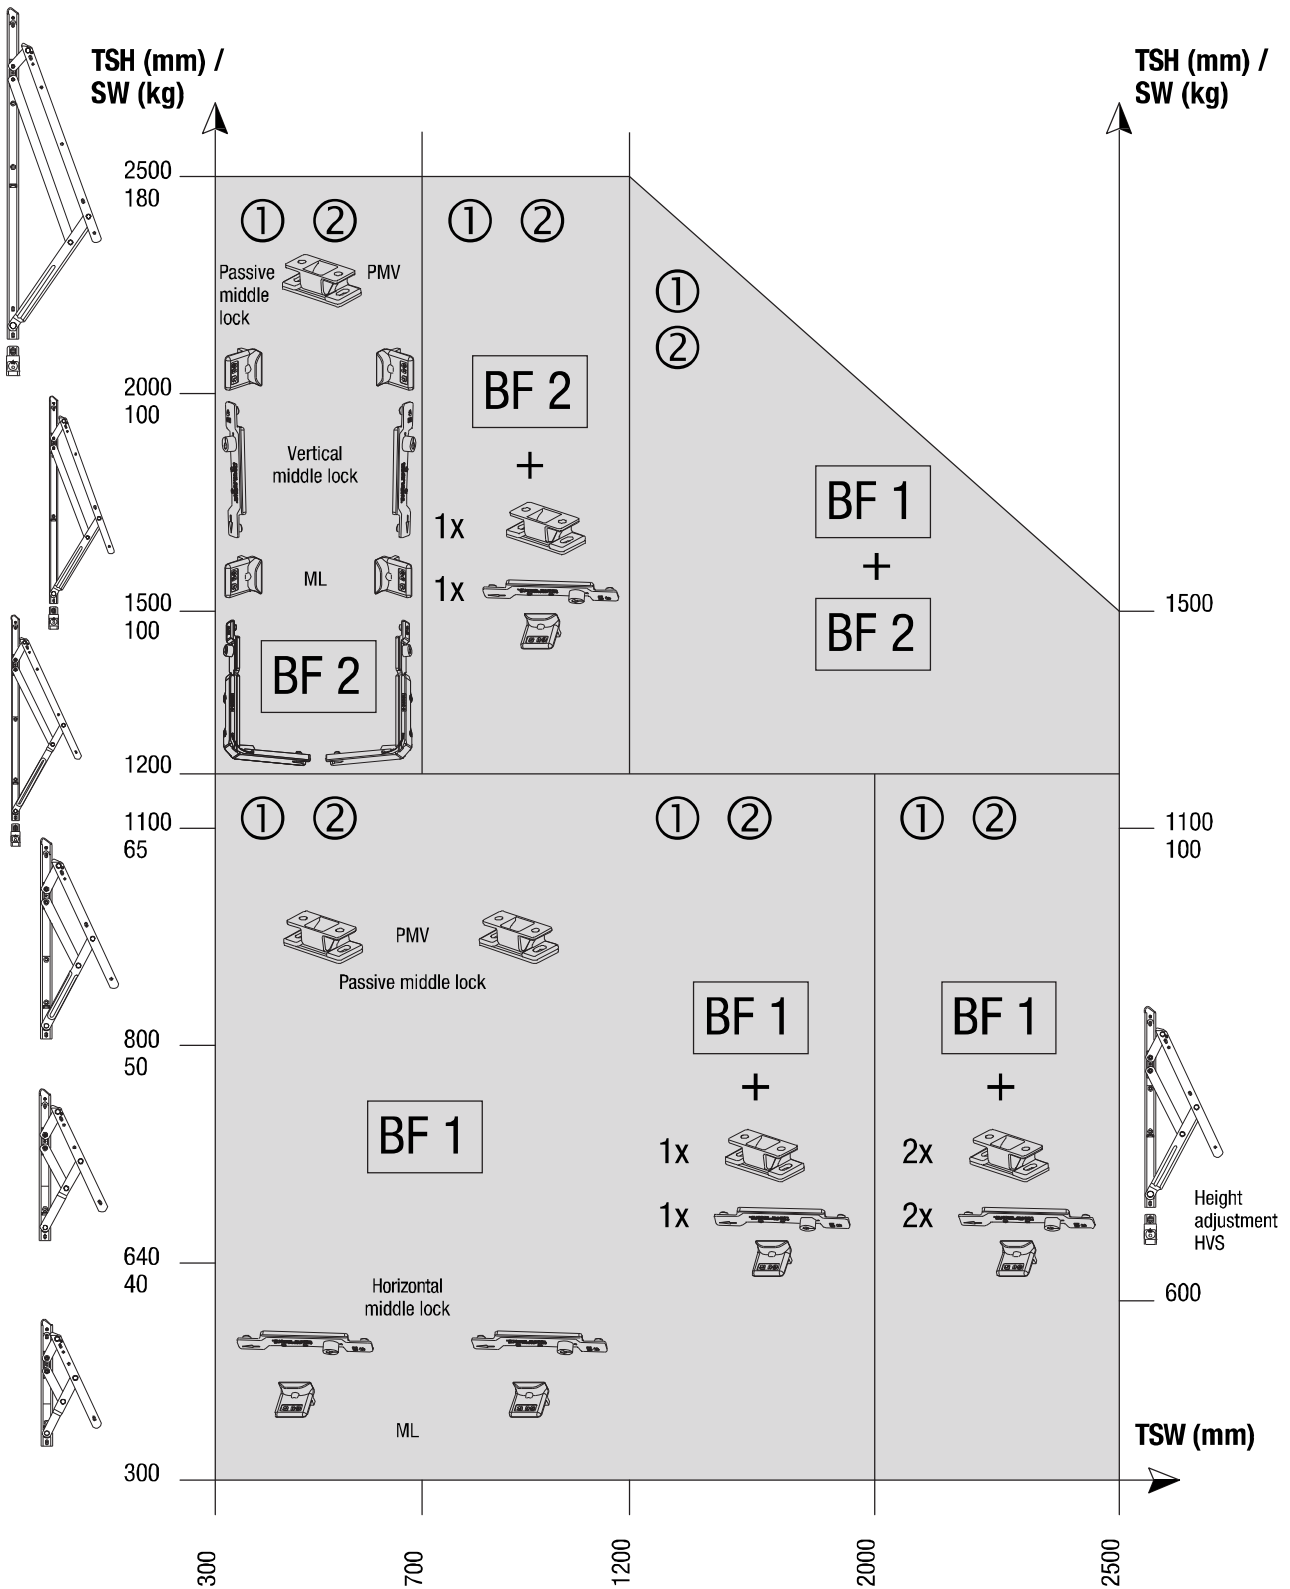 TSH (mm) /
SW (kg)
TSH (mm) /
SW (kg)
2500
180
① ②
① ②
Passive
middle
lock
PMV
①
②
2000
100
BF 2
+
Vertical
middle lock
BF 1
1x
+
ML
1x
1500
100
1500
BF 2
BF 2
1200
① ②
① ②
① ②
1100
65
1100
100
PMV
Passive middle lock
BF 1
BF 1
800
50
+
+
BF 1
1x
2x
1x
2x
Height
adjustment
HVS
640
40
Horizontal
middle lock
600
ML
TSW (mm)
300
300
700
1200
2000
2500